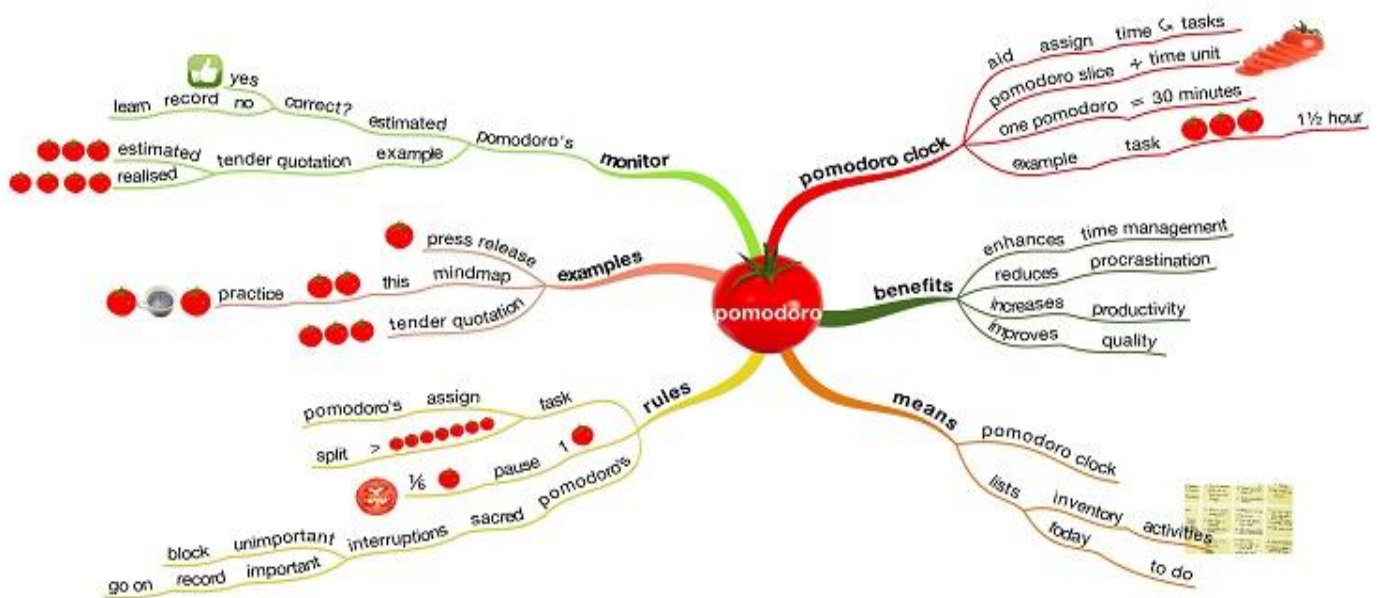 pomodoro
pomodoro clock
aid assign time & tasks
pomodoro slice + time unit
one pomodoro = 30 minutes
example task 1½ hour
benefits
enhances time management
reduces procrastination
increases productivity
improves quality
means
pomodoro clock
lists
inventory activities
today to do
rules
task
assign pomodoro's
> split
1 pause 1/6
pomodoro's sacred interruptions
unimportant block
important record go on
examples
press release
mindmap this practice
tender quotation
monitor
pomodoro's
estimated correct?
yes
no record learn
example tender quotation
estimated
realised